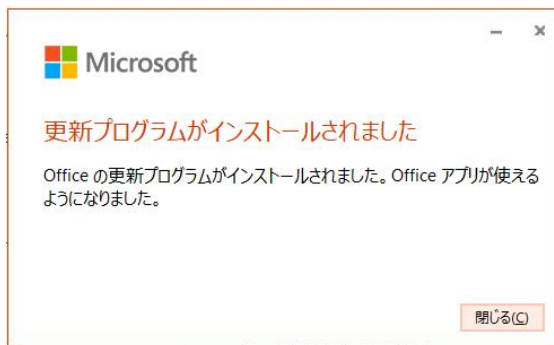 Microsoft
更新プログラムがインストールされました
Office の更新プログラムがインストールされました。Office アプリが使える
ようになりました。
閉じる(C)